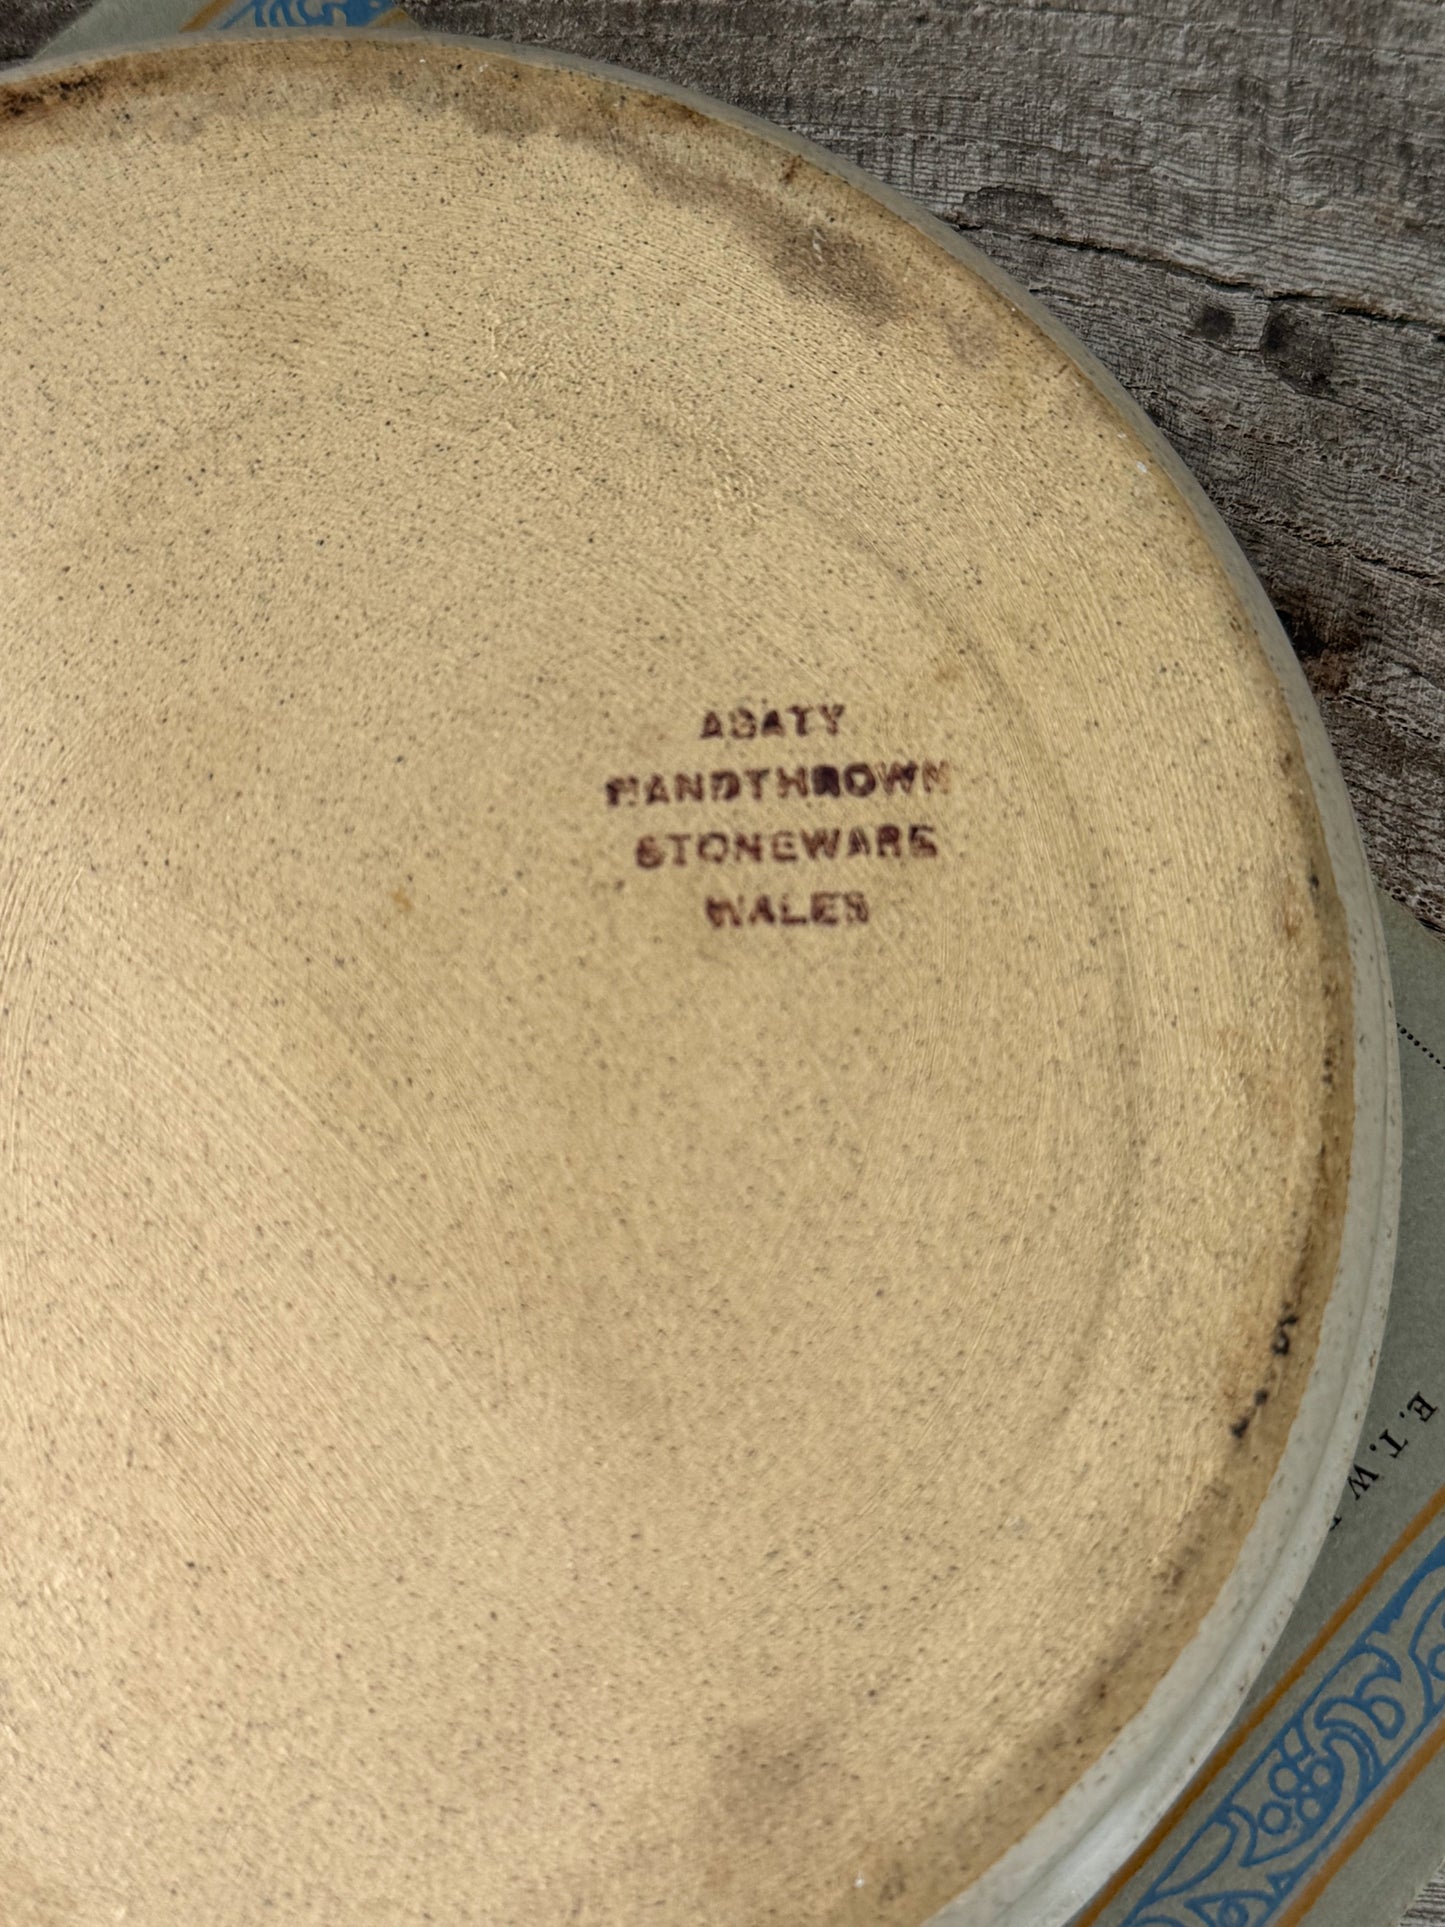 ABATY
HANDTHROWN
STONEWARE
WALES
E. T. W